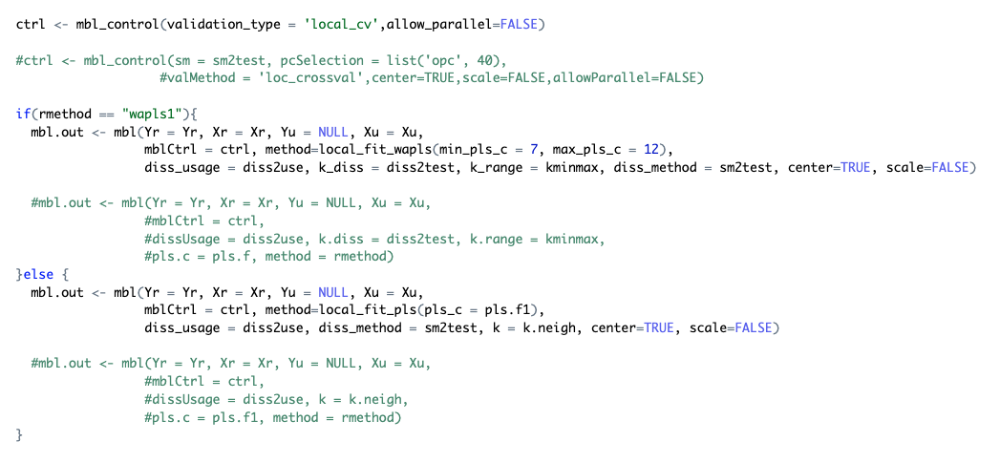 ctrl <- mbl_control(validation_type = 'local_cv',allow_parallel=FALSE)
#ctrl <- mbl_control(sm = sm2test, pcSelection = list('opc', 40),
#valMethod = 'loc_crossval',center=TRUE,scale=FALSE,allowParallel=FALSE)
if(rmethod == "wapls1"){
mbl.out <- mbl(Yr = Yr, Xr = Xr, Yu = NULL, Xu = Xu,
mblCtrl = ctrl, method=local_fit_wapls(min_pls_c = 7, max_pls_c = 12),
diss_usage = diss2use, k_diss = diss2test, k_range = kminmax, diss_method = sm2test, center=TRUE, scale=FALSE)
#mbl.out <- mbl(Yr = Yr, Xr = Xr, Yu = NULL, Xu = Xu,
#mblCtrl = ctrl,
#dissUsage = diss2use, k.diss = diss2test, k.range = kminmax,
#pls.c = pls.f, method = rmethod)
}else {
mbl.out <- mbl(Yr = Yr, Xr = Xr, Yu = NULL, Xu = Xu,
mblCtrl = ctrl, method=local_fit_pls(pls_c = pls.f1),
diss_usage = diss2use, diss_method = sm2test, k = k.neigh, center=TRUE, scale=FALSE)
#mbl.out <- mbl(Yr = Yr, Xr = Xr, Yu = NULL, Xu = Xu,
#mblCtrl = ctrl,
#dissUsage = diss2use, k = k.neigh,
#pls.c = pls.f1, method = rmethod)
}